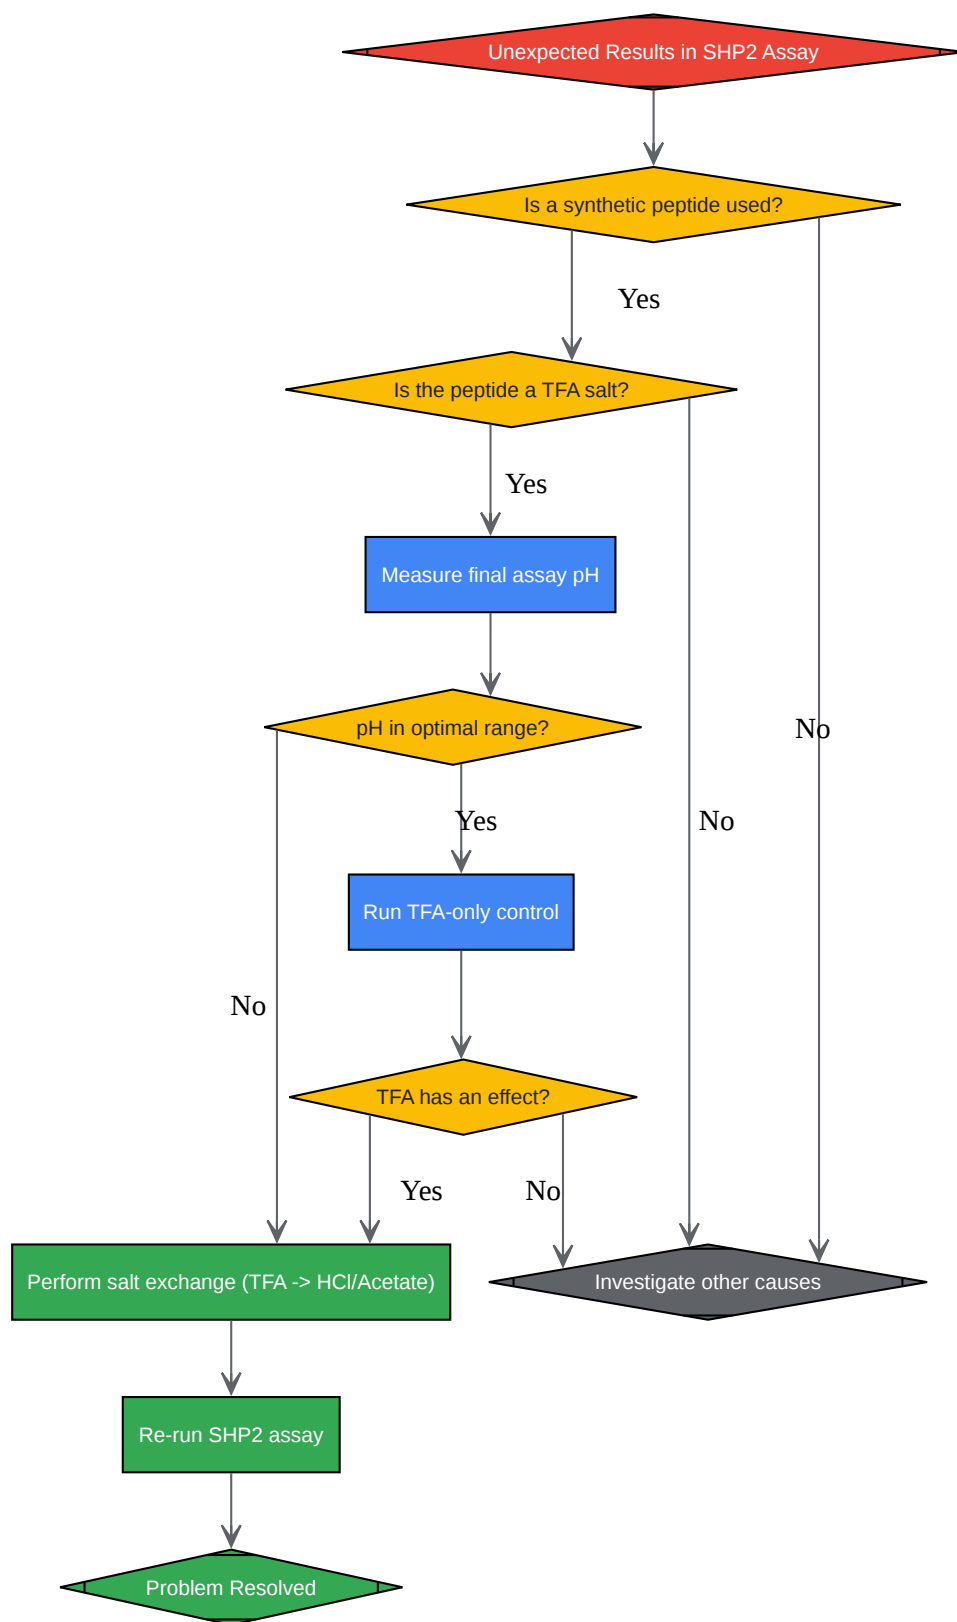 Unexpected Results in SHP2 Assay
Is a synthetic peptide used?
Yes
Is the peptide a TFA salt?
Yes
Measure final assay pH
pH in optimal range?
No
Yes
No
Run TFA-only control
No
TFA has an effect?
Yes
No
Perform salt exchange (TFA -> HCl/Acetate)
Investigate other causes
Re-run SHP2 assay
Problem Resolved